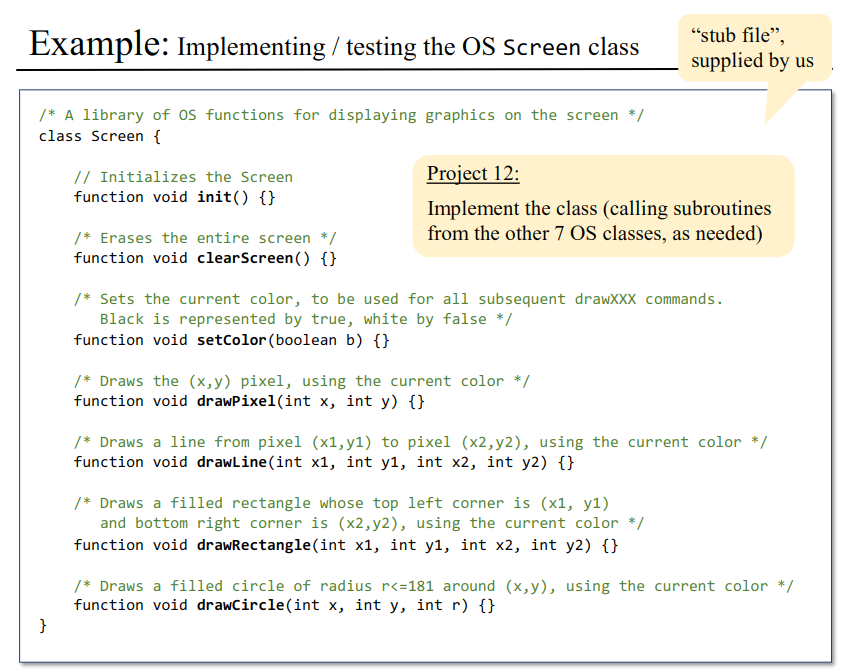 Example: Implementing / testing the OS Screen class
“stub file”,
supplied by us
/* A library of OS functions for displaying graphics on the screen */
class Screen {
// Initializes the Screen
function void init() {}
Project 12:
Implement the class (calling subroutines
from the other 7 OS classes, as needed)
/* Erases the entire screen */
function void clearScreen() {}
/* Sets the current color, to be used for all subsequent drawXXX commands.
Black is represented by true, white by false */
function void setColor(boolean b) {}
/* Draws the (x,y) pixel, using the current color */
function void drawPixel(int x, int y) {}
/* Draws a line from pixel (x1,y1) to pixel (x2,y2), using the current color */
function void drawLine(int x1, int y1, int x2, int y2) {}
/* Draws a filled rectangle whose top left corner is (x1, y1)
and bottom right corner is (x2,y2), using the current color */
function void drawRectangle(int x1, int y1, int x2, int y2) {}
/* Draws a filled circle of radius r<=181 around (x,y), using the current color */
function void drawCircle(int x, int y, int r) {}
}